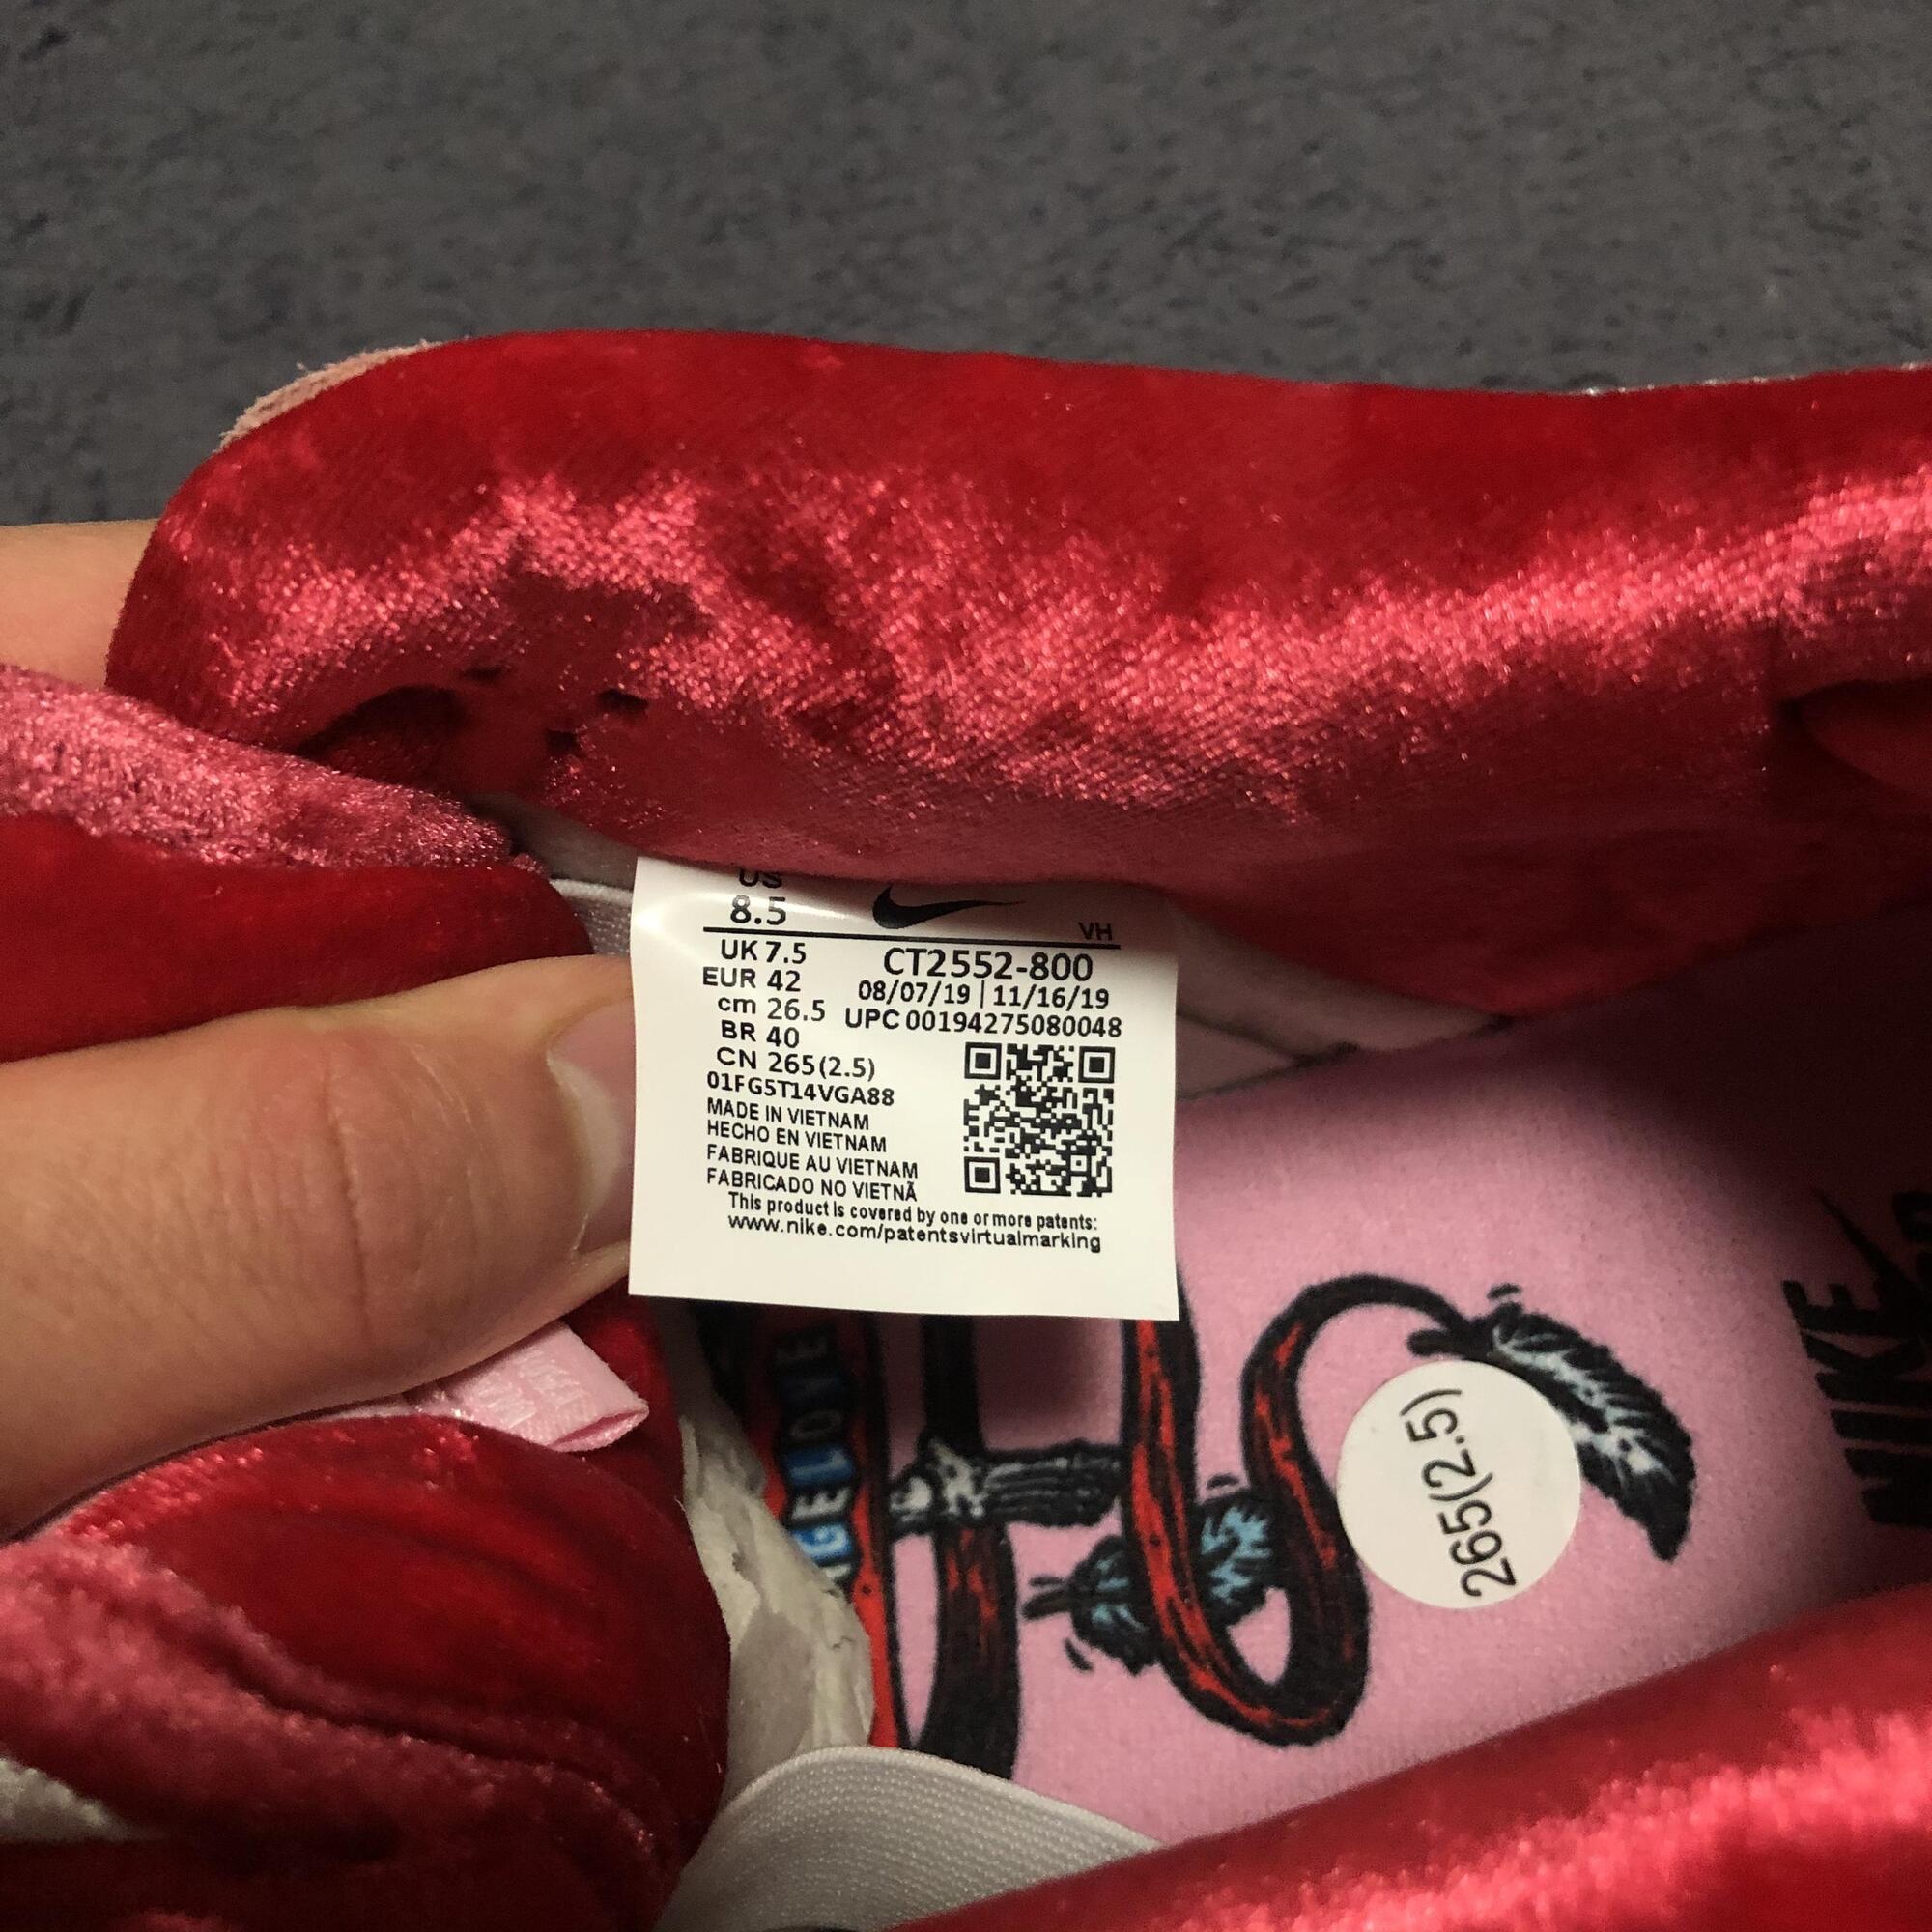 US
8.5
VH
UK 7.5
EUR 42
cm 26.5
BR 40
CN 265(2.5)
CT2552-800
08/07/19 | 11/16/19
UPC 00194275080048
01FG5T14VGA88
MADE IN VIETNAM
HECHO EN VIETNAM
FABRIQUE AU VIETNAM
FABRICADO NO VIETNÃ
This product is covered by one or more patents:
www.nike.com/patentsvirtualmarking
265(2.5)
NIKE